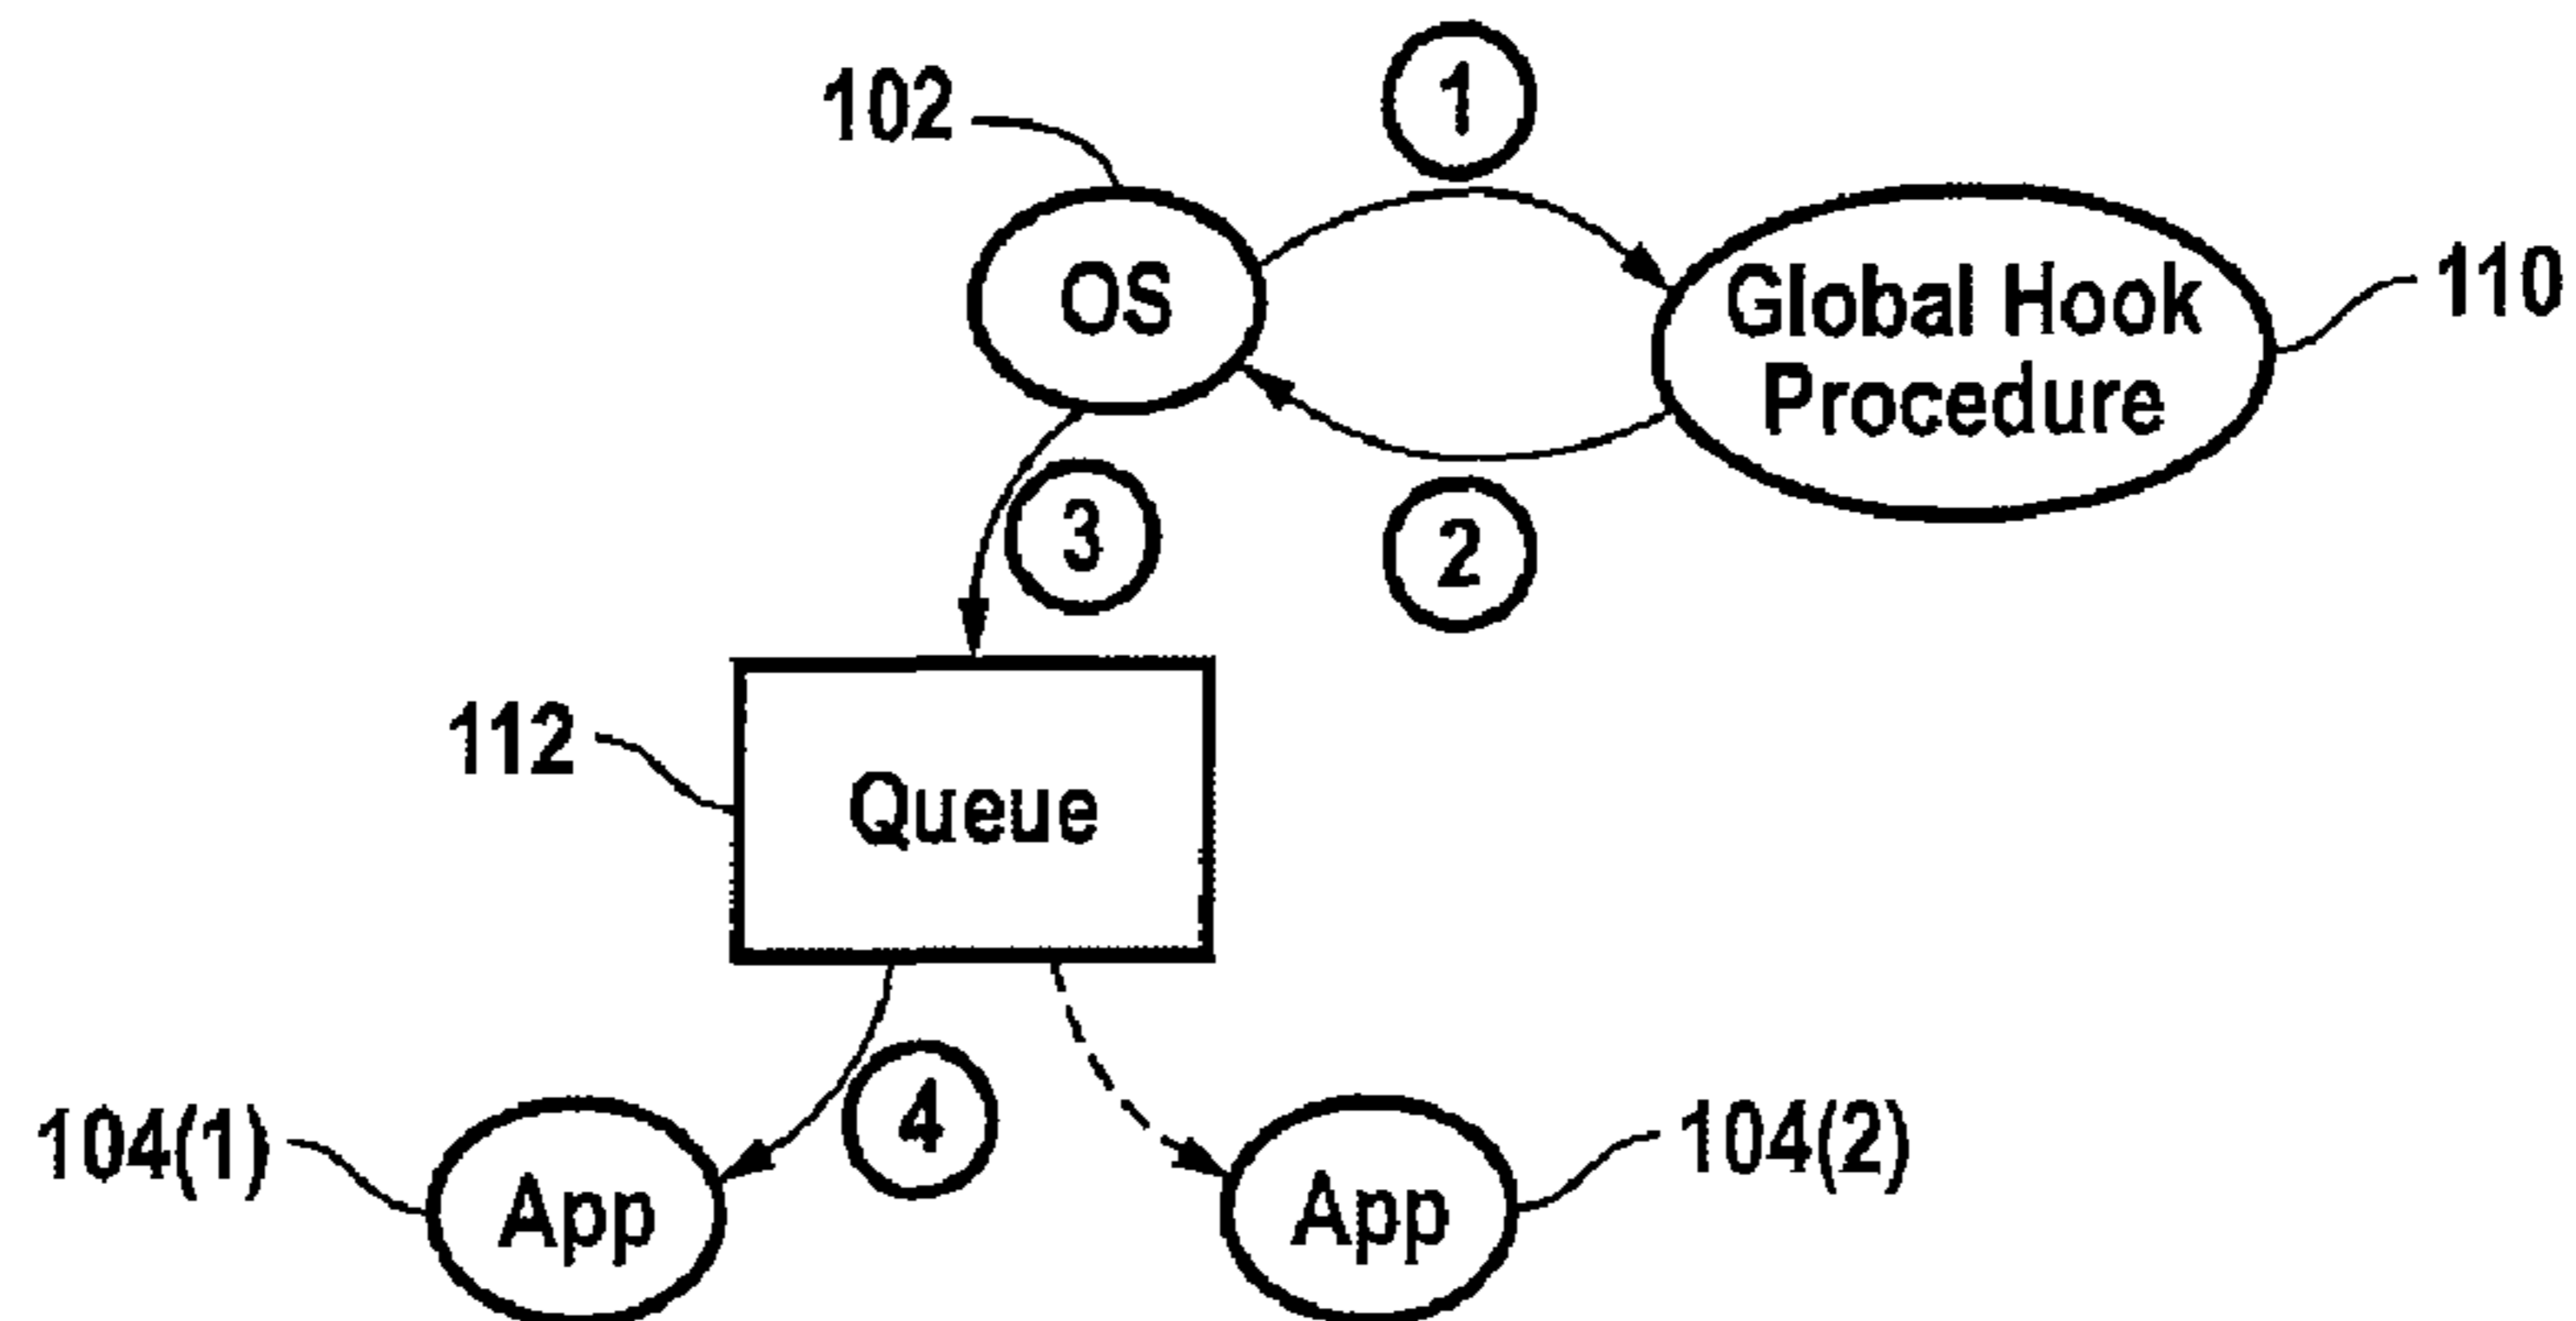 102
1
OS
Global Hook
Procedure
110
3
2
112
Queue
104(1)
4
104(2)
App
App